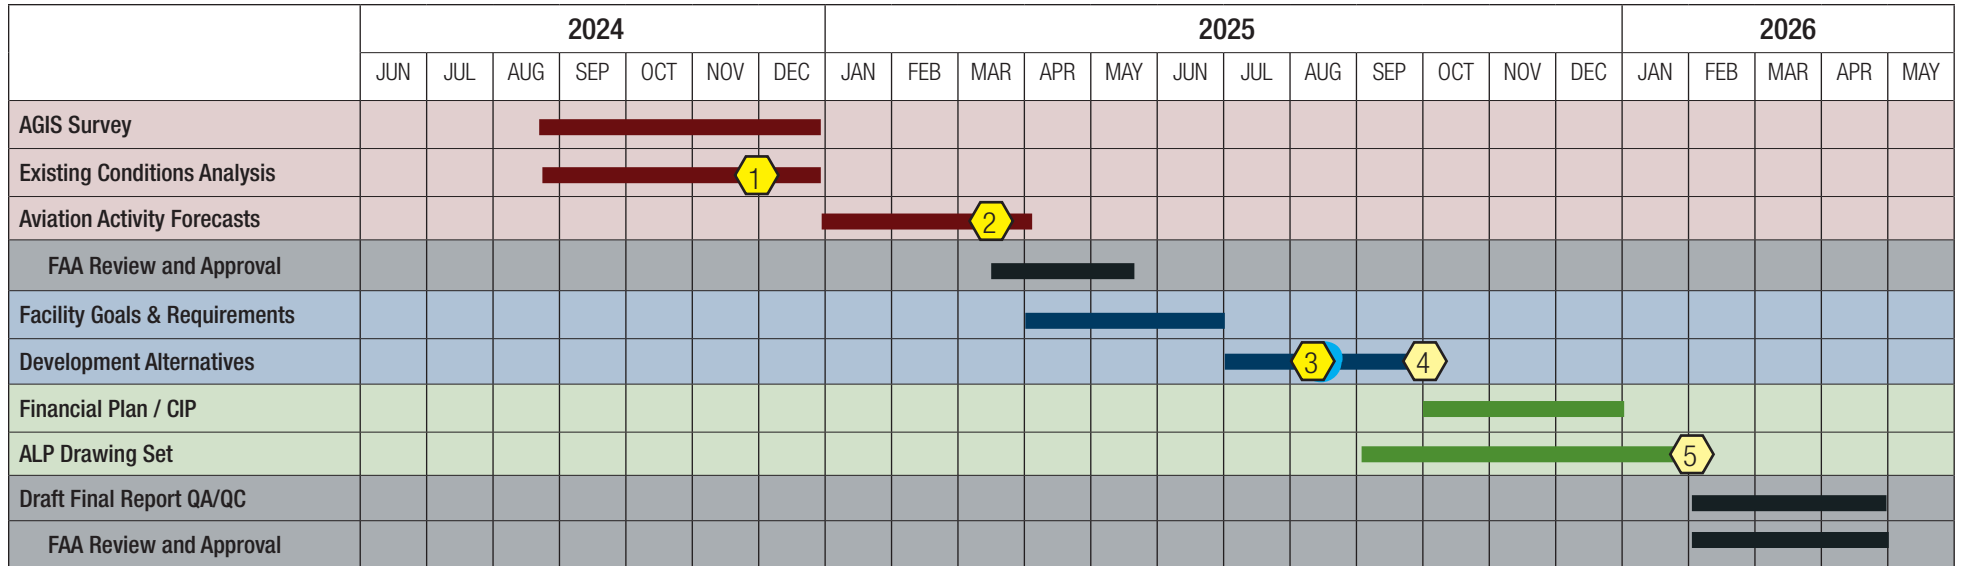 2024 2025 2026
JUN JUL AUG SEP OCT NOV DEC JAN FEB MAR APR MAY JUN JUL AUG SEP OCT NOV DEC JAN FEB MAR APR MAY
AGIS Survey
Existing Conditions Analysis 1
Aviation Activity Forecasts 2
FAA Review and Approval
Facility Goals & Requirements
Development Alternatives 3 4
Financial Plan / CIP
ALP Drawing Set 5
Draft Final Report QA/QC
FAA Review and Approval